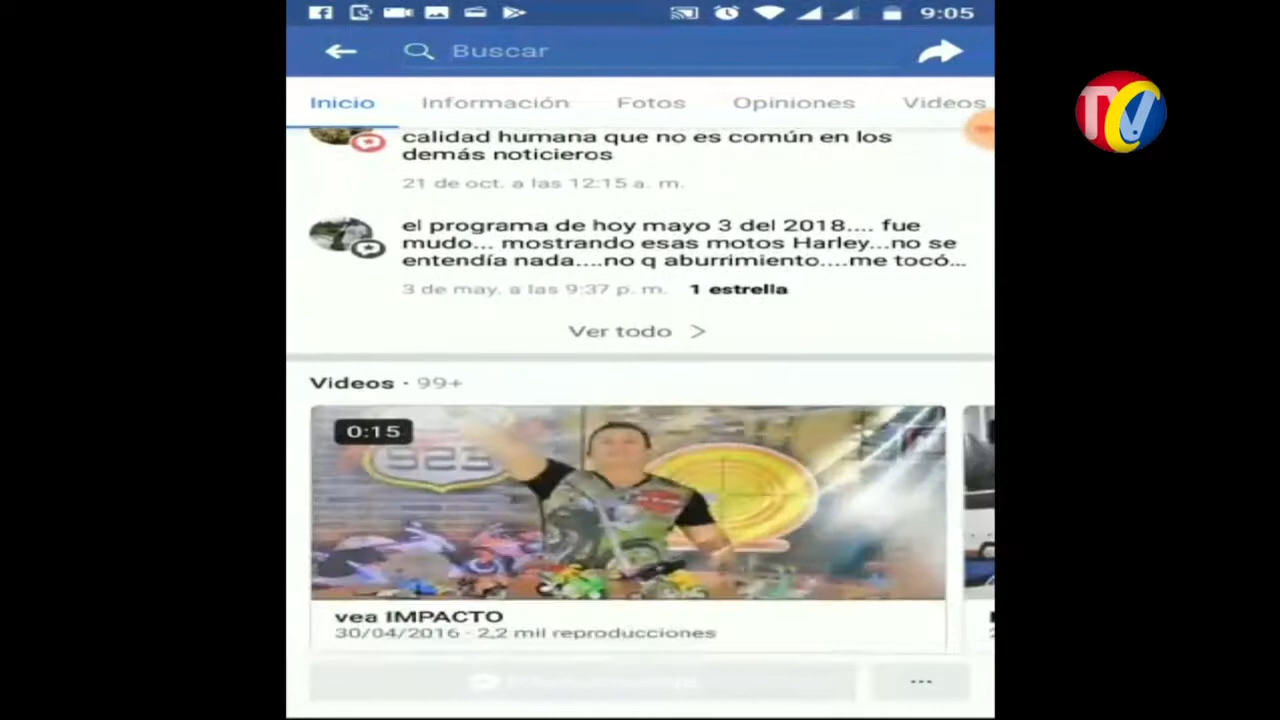 9:05
Buscar
Inicio Información Fotos Opiniones Videos
TVC
calidad humana que no es común en los
demás noticieros
21 de oct. a las 12:15 a. m.
el programa de hoy mayo 3 del 2018.... fue
mudo... mostrando esas motos Harley...no se
entendía nada....no q aburrimiento....me tocó...
3 de may. a las 9:37 p. m. 1 estrella
Ver todo >
Videos · 99+
0:15
923
vea IMPACTO
30/04/2016 · 2,2 mil reproducciones
...